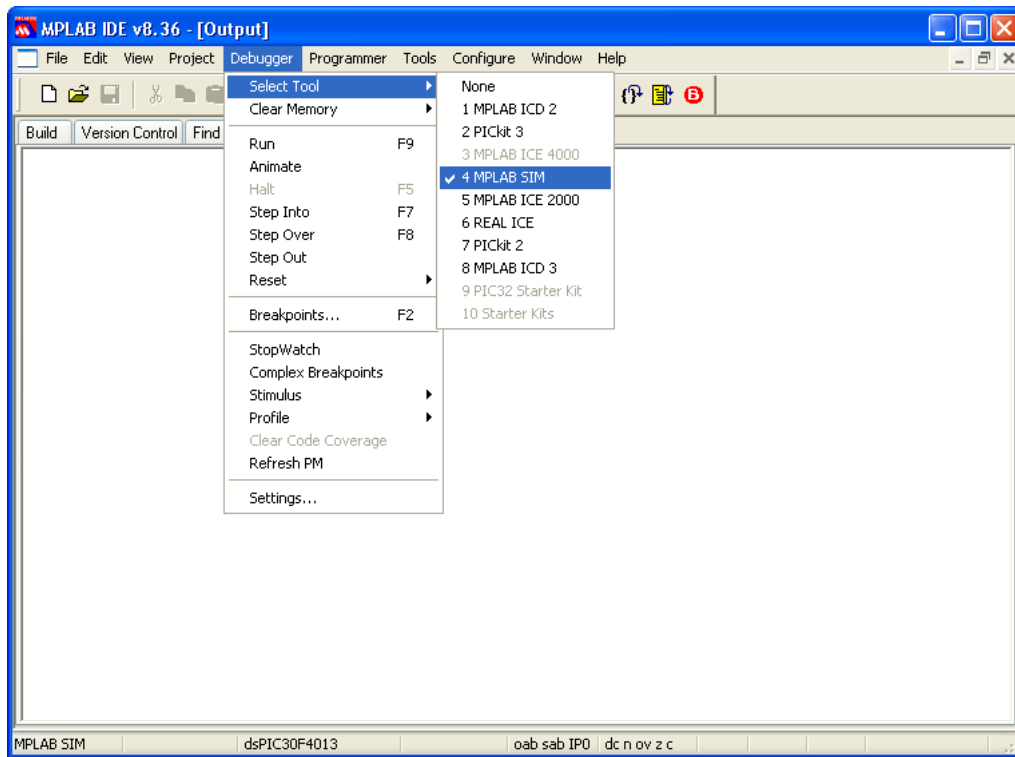 MPLAB IDE v8.36 - [Output]
File Edit View Project Debugger Programmer Tools Configure Window Help
Build Version Control Find
Select Tool
Clear Memory
Run F9
Animate
Halt F5
Step Into F7
Step Over F8
Step Out
Reset
Breakpoints... F2
StopWatch
Complex Breakpoints
Stimulus
Profile
Clear Code Coverage
Refresh PM
Settings...
None
1 MPLAB ICD 2
2 PICkit 3
3 MPLAB ICE 4000
4 MPLAB SIM
5 MPLAB ICE 2000
6 REAL ICE
7 PICkit 2
8 MPLAB ICD 3
9 PIC32 Starter Kit
10 Starter Kits
MPLAB SIM dsPIC30F4013 oab sab IP0 dc n ov z c